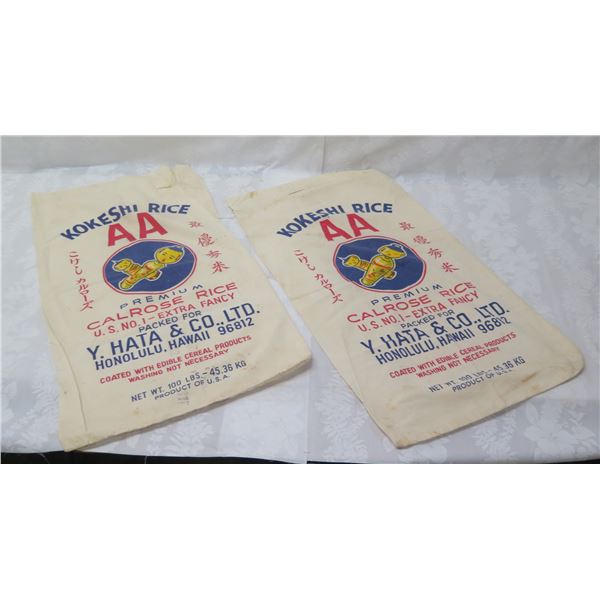 KOKESHI RICE
AA
最優秀米
こけしカルローズ
PREMIUM
CALROSE RICE
U.S. NO. 1 - EXTRA FANCY
PACKED FOR
Y. HATA & CO., LTD.
HONOLULU, HAWAII 96812
COATED WITH EDIBLE CEREAL PRODUCTS
WASHING NOT NECESSARY
NET WT. 100 LBS.-45.36 KG
PRODUCT OF U.S.A.
KOKESHI RICE
AA
最優秀米
こけしカルローズ
PREMIUM
CALROSE RICE
U.S. NO. 1 - EXTRA FANCY
PACKED FOR
Y. HATA & CO., LTD.
HONOLULU, HAWAII 96812
COATED WITH EDIBLE CEREAL PRODUCTS
WASHING NOT NECESSARY
NET WT. 100 LBS.-45.36 KG
PRODUCT OF U.S.A.